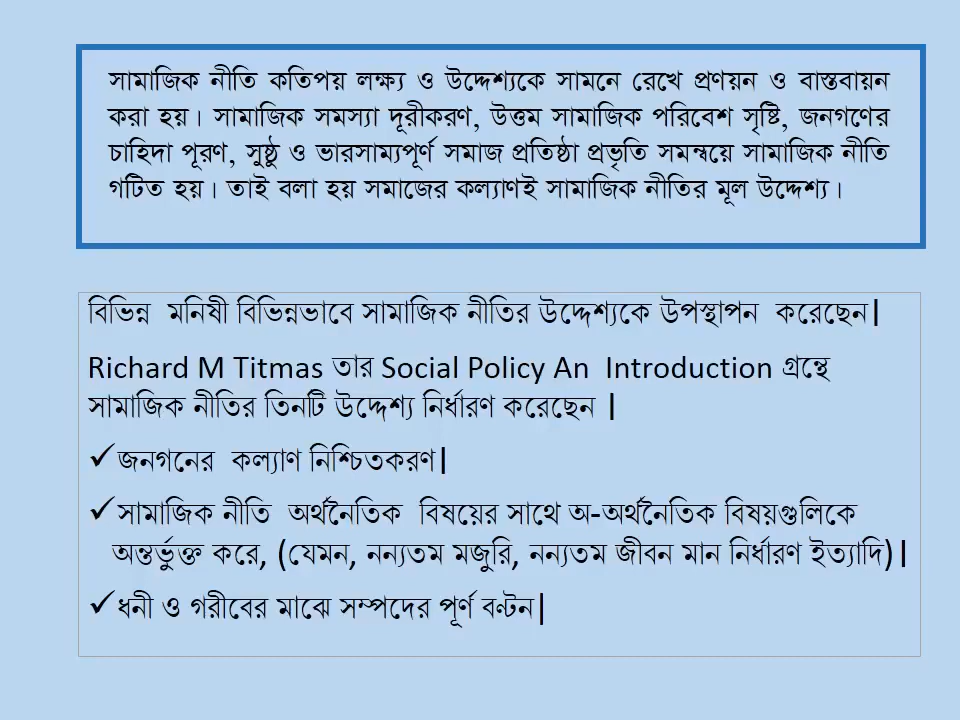 সামাজিক নীতি কতিপয় লক্ষ্য ও উদ্দেশ্যকে সামনে রেখে প্রণয়ন ও বাস্তবায়ন
করা হয়। সামাজিক সমস্যা দূরীকরণ, উত্তম সামাজিক পরিবেশ সৃষ্টি, জনগণের
চাহিদা পূরণ, সুষ্ঠু ও ভারসাম্যপূর্ণ সমাজ প্রতিষ্ঠা প্রভৃতি সমন্বয়ে সামাজিক নীতি
গটিত হয়। তাই বলা হয় সমাজের কল্যাণই সামাজিক নীতির মূল উদ্দেশ্য।
বিভিন্ন মনিষী বিভিন্নভাবে সামাজিক নীতির উদ্দেশ্যকে উপস্থাপন করেছেন|
Richard M Titmas তার Social Policy An Introduction গ্রন্থে
সামাজিক নীতির তিনটি উদ্দেশ্য নির্ধারণ করেছেন |
✓জনগনের কল্যাণ নিশ্চিতকরণ|
✓সামাজিক নীতি অর্থনৈতিক বিষয়ের সাথে অ-অর্থনৈতিক বিষয়গুলিকে
অন্তর্ভুক্ত করে, (যেমন, নন্যতম মজুরি, নন্যতম জীবন মান নির্ধারণ ইত্যাদি)|
✓ধনী ও গরীবের মাঝে সম্পদের পূর্ণ বণ্টন|